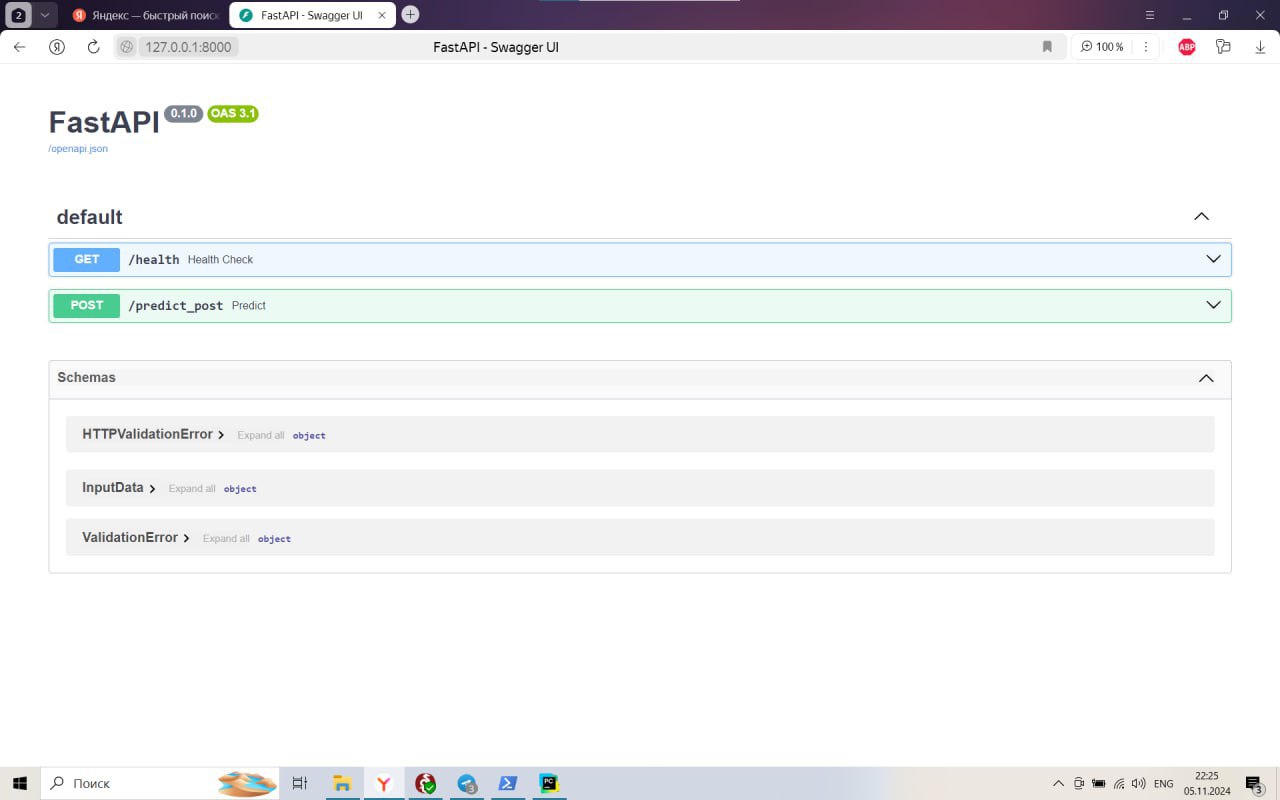 2
Яндекс — быстрый поиск
FastAPI - Swagger UI
127.0.0.1:8000
FastAPI - Swagger UI
100 %
ABP
FastAPI 0.1.0 OAS 3.1
/openapi.json
default
GET /health Health Check
POST /predict_post Predict
Schemas
HTTPValidationError Expand all object
InputData Expand all object
ValidationError Expand all object
Поиск
3
PC
ENG
22:25
05.11.2024
3